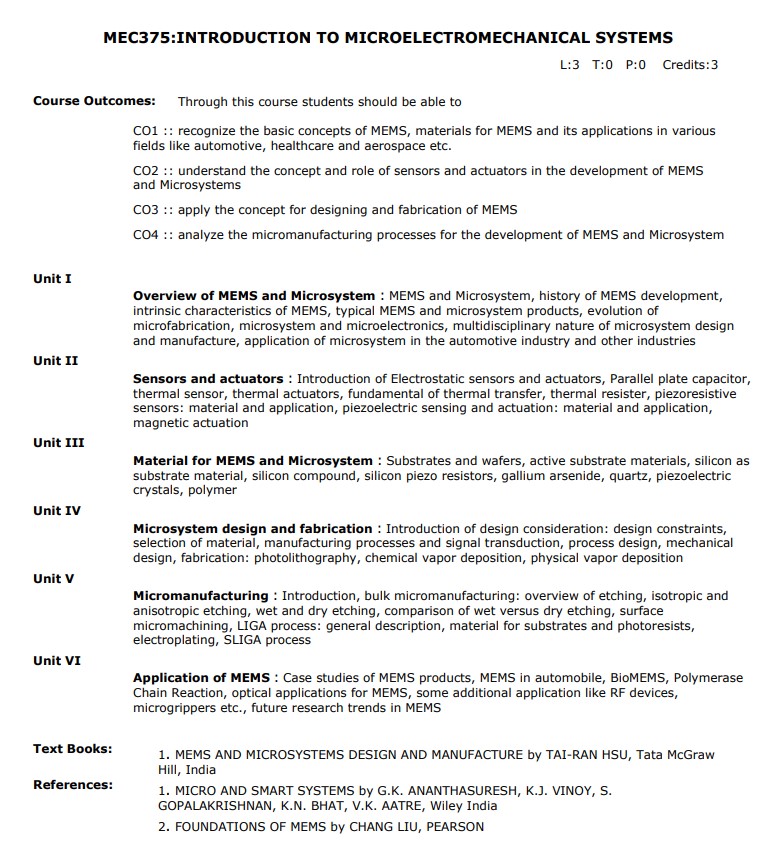 MEC375:INTRODUCTION TO MICROELECTROMECHANICAL SYSTEMS
L:3 T:0 P:0 Credits:3
Course Outcomes: Through this course students should be able to
CO1 :: recognize the basic concepts of MEMS, materials for MEMS and its applications in various
fields like automotive, healthcare and aerospace etc.
CO2 :: understand the concept and role of sensors and actuators in the development of MEMS
and Microsystems
CO3 :: apply the concept for designing and fabrication of MEMS
CO4 :: analyze the micromanufacturing processes for the development of MEMS and Microsystem
Unit I
Overview of MEMS and Microsystem : MEMS and Microsystem, history of MEMS development,
intrinsic characteristics of MEMS, typical MEMS and microsystem products, evolution of
microfabrication, microsystem and microelectronics, multidisciplinary nature of microsystem design
and manufacture, application of microsystem in the automotive industry and other industries
Unit II
Sensors and actuators : Introduction of Electrostatic sensors and actuators, Parallel plate capacitor,
thermal sensor, thermal actuators, fundamental of thermal transfer, thermal resister, piezoresistive
sensors: material and application, piezoelectric sensing and actuation: material and application,
magnetic actuation
Unit III
Material for MEMS and Microsystem : Substrates and wafers, active substrate materials, silicon as
substrate material, silicon compound, silicon piezo resistors, gallium arsenide, quartz, piezoelectric
crystals, polymer
Unit IV
Microsystem design and fabrication : Introduction of design consideration: design constraints,
selection of material, manufacturing processes and signal transduction, process design, mechanical
design, fabrication: photolithography, chemical vapor deposition, physical vapor deposition
Unit V
Micromanufacturing : Introduction, bulk micromanufacturing: overview of etching, isotropic and
anisotropic etching, wet and dry etching, comparison of wet versus dry etching, surface
micromachining, LIGA process: general description, material for substrates and photoresists,
electroplating, SLIGA process
Unit VI
Application of MEMS : Case studies of MEMS products, MEMS in automobile, BioMEMS, Polymerase
Chain Reaction, optical applications for MEMS, some additional application like RF devices,
microgrippers etc., future research trends in MEMS
Text Books:
1. MEMS AND MICROSYSTEMS DESIGN AND MANUFACTURE by TAI-RAN HSU, Tata McGraw
Hill, India
References:
1. MICRO AND SMART SYSTEMS by G.K. ANANTHASURESH, K.J. VINOY, S.
GOPALAKRISHNAN, K.N. BHAT, V.K. AATRE, Wiley India
2. FOUNDATIONS OF MEMS by CHANG LIU, PEARSON